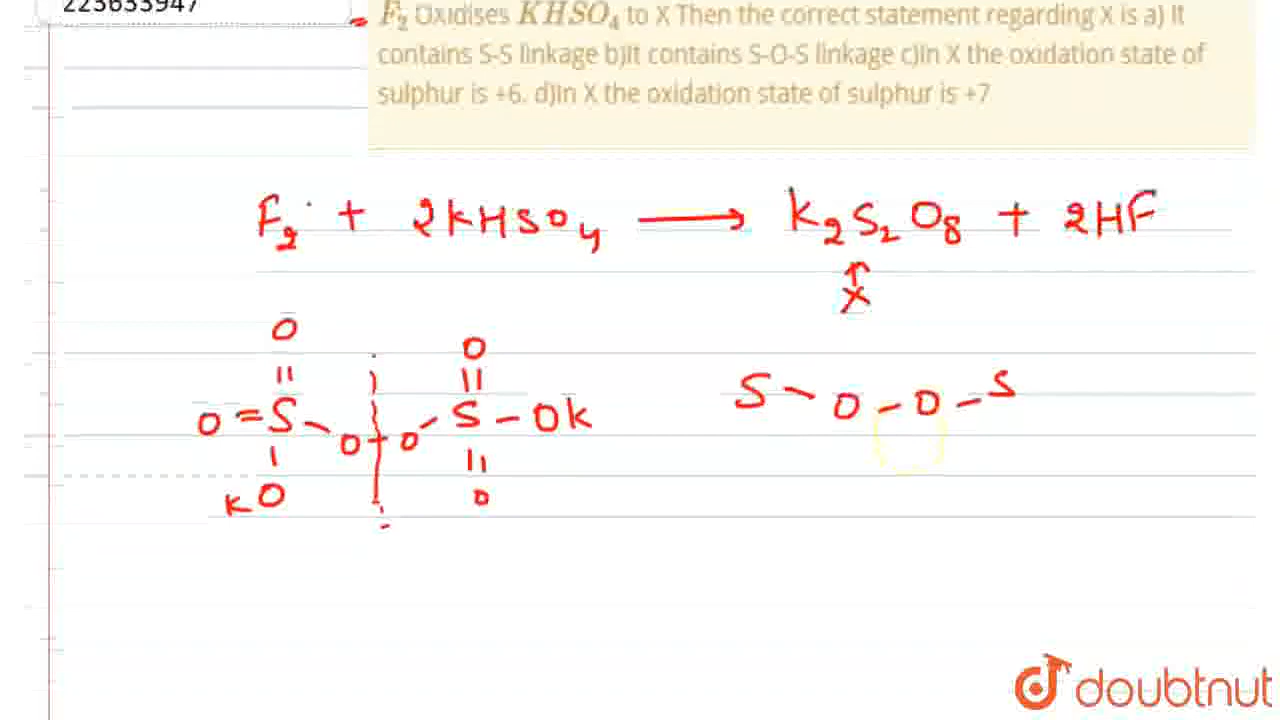 223633947
F₂ Oxidises KHSO₄ to X Then the correct statement regarding X is a) It
contains S-S linkage b)It contains S-O-S linkage c)In X the oxidation state of
sulphur is +6. d)In X the oxidation state of sulphur is +7
F₂ + 2KHSO₄ ⟶ K₂S₂O₈ + 2HF
↑
X
O O
|| ||
O = S - O - O - S - OK
| ||
KO O
S - O - O - S
doubtnut